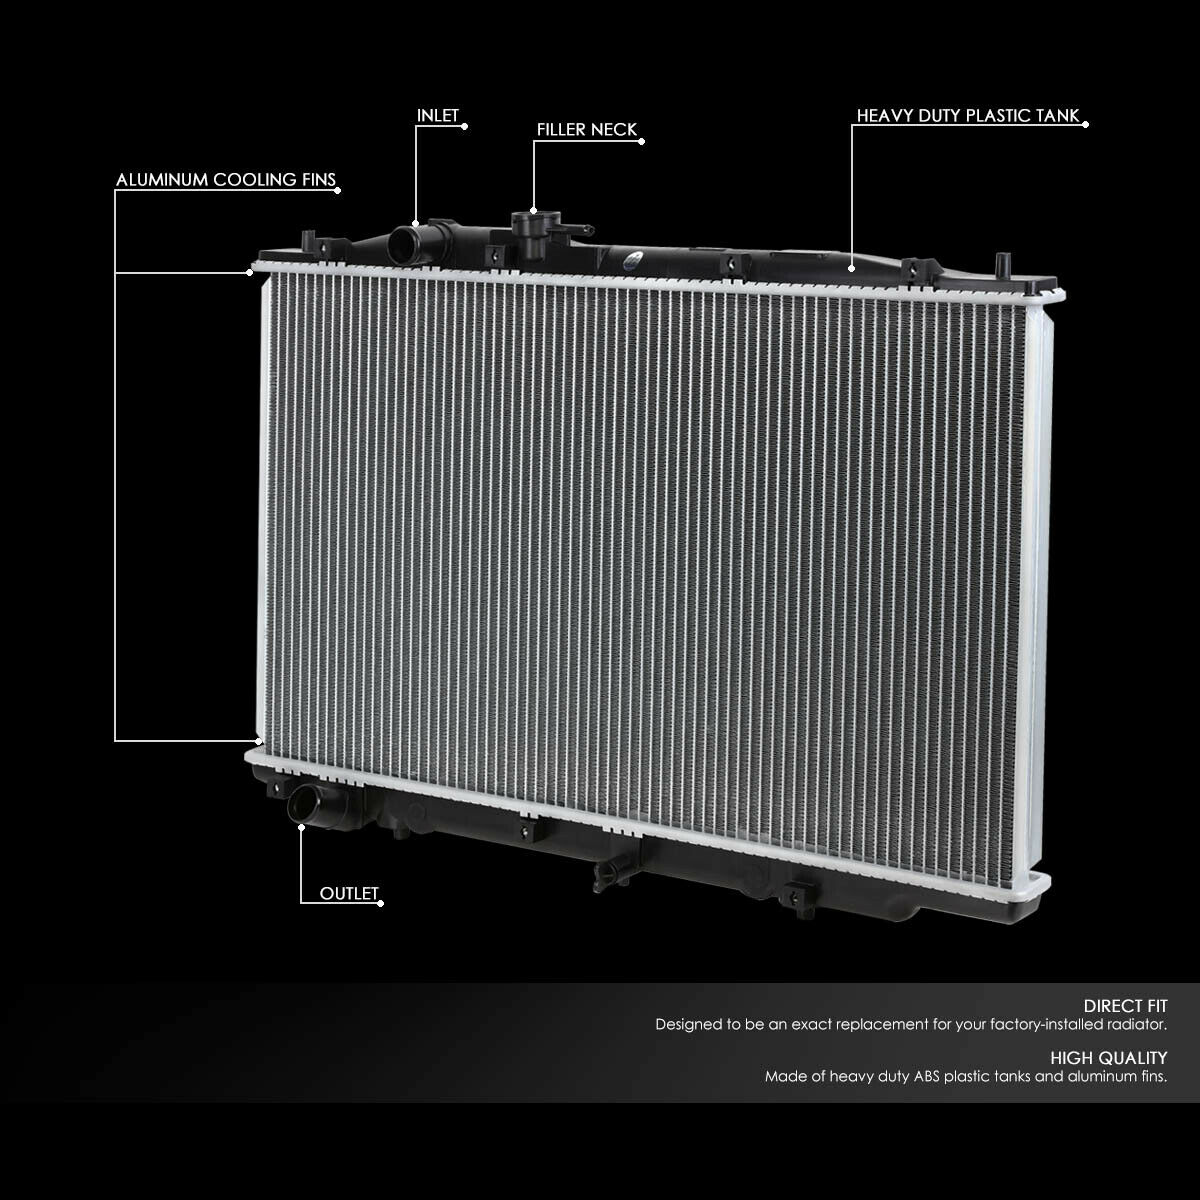 INLET
FILLER NECK
HEAVY DUTY PLASTIC TANK
ALUMINUM COOLING FINS
OUTLET
DIRECT FIT
Designed to be an exact replacement for your factory-installed radiator.
HIGH QUALITY
Made of heavy duty ABS plastic tanks and aluminum fins.